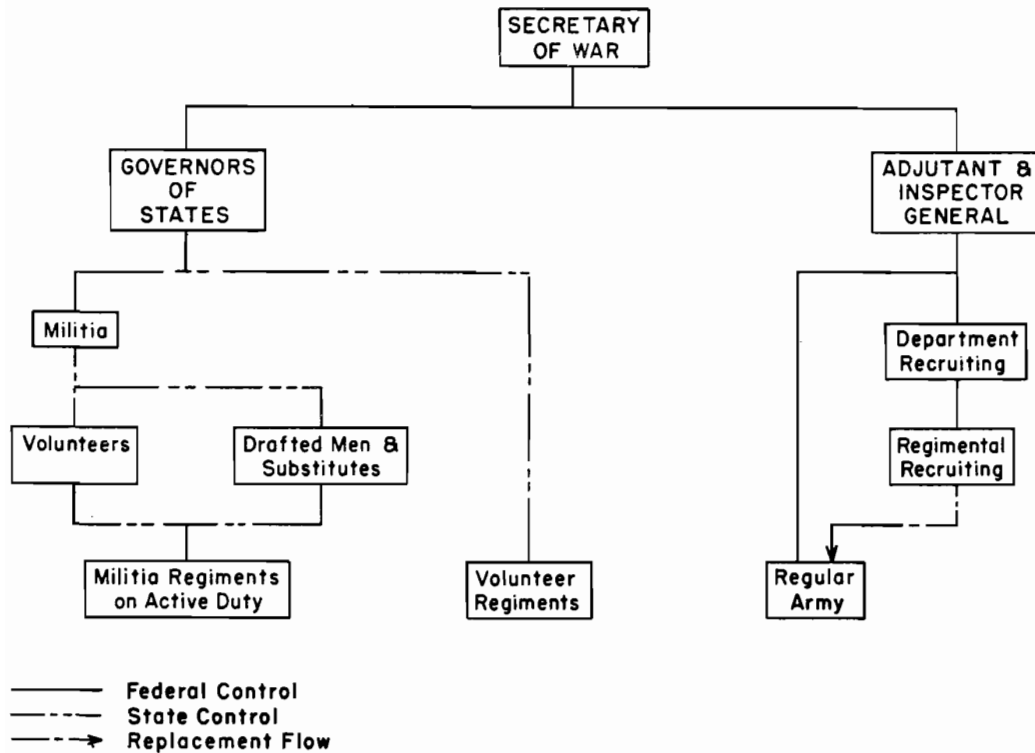 SECRETARY
OF WAR
GOVERNORS
OF
STATES
ADJUTANT &
INSPECTOR
GENERAL
Militia
Department
Recruiting
Volunteers
Drafted Men &
Substitutes
Regimental
Recruiting
Militia Regiments
on Active Duty
Volunteer
Regiments
Regular
Army
Federal Control
State Control
Replacement Flow